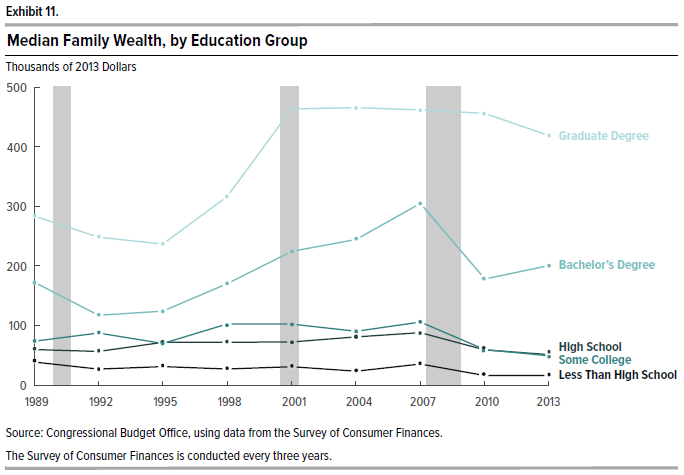 Exhibit 11.
Median Family Wealth, by Education Group
Thousands of 2013 Dollars
500
400
300
200
100
0
Graduate Degree
Bachelor's Degree
High School
Some College
Less Than High School
1989 1992 1995 1998 2001 2004 2007 2010 2013
Source: Congressional Budget Office, using data from the Survey of Consumer Finances.
The Survey of Consumer Finances is conducted every three years.